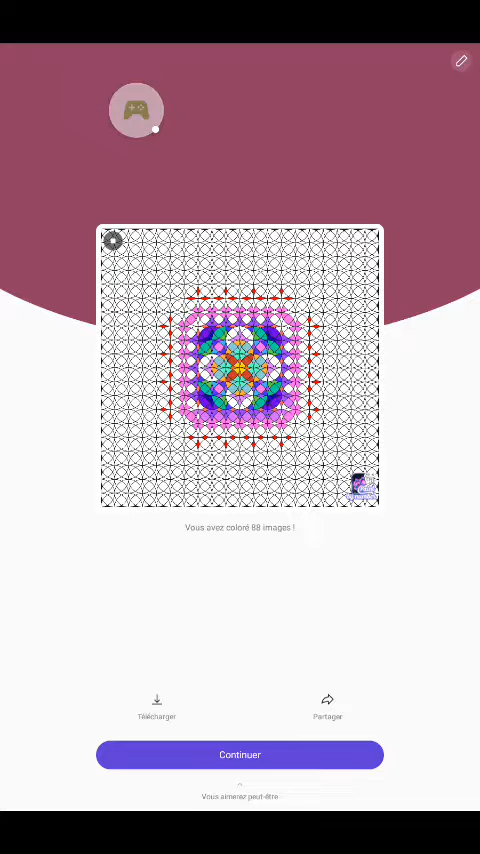 Vous avez coloré 88 images !
Télécharger
Partager
Continuer
Vous aimerez peut-être